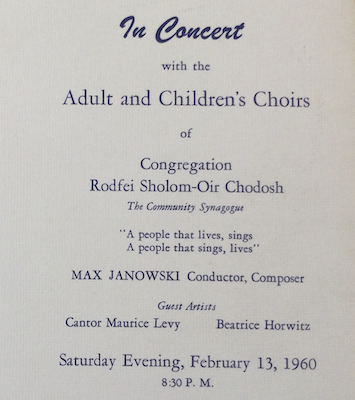 In Concert
with the
Adult and Children's Choirs
of
Congregation
Rodfei Sholom-Oir Chodosh
The Community Synagogue
"A people that lives, sings
A people that sings, lives"
MAX JANOWSKI Conductor, Composer
Guest Artists
Cantor Maurice Levy Beatrice Horwitz
Saturday Evening, February 13, 1960
8:30 P. M.